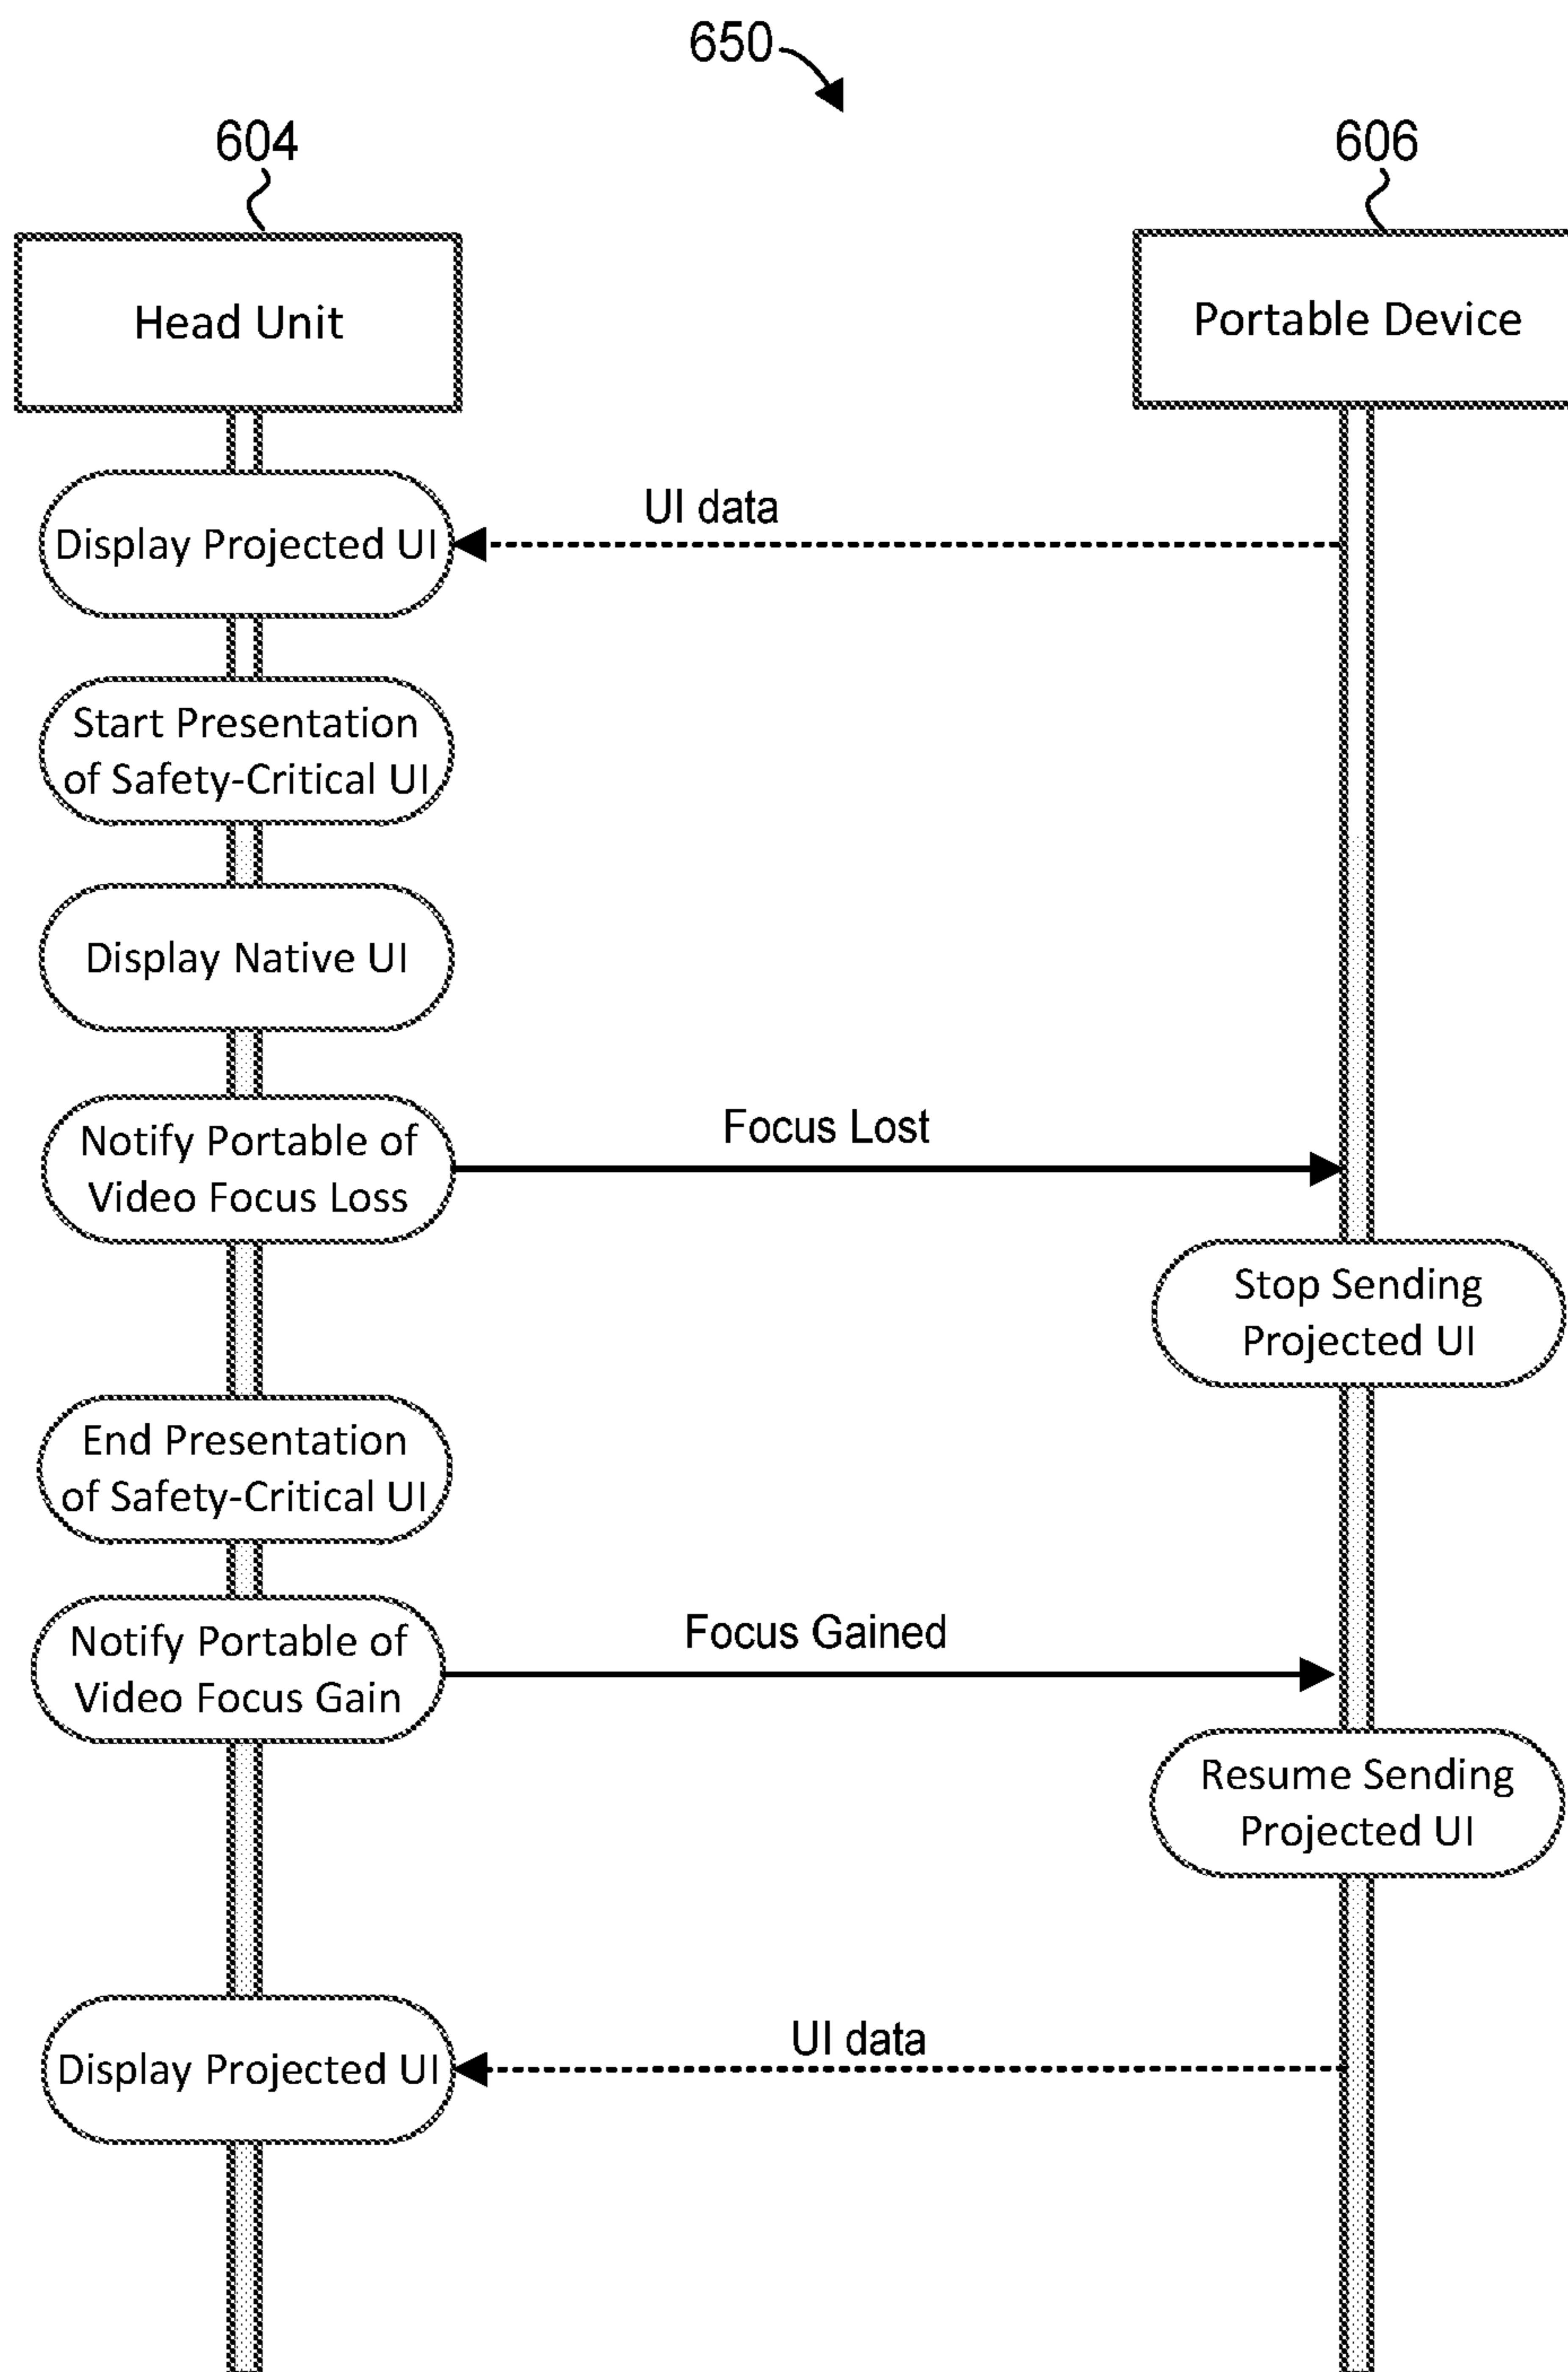 650
604
606
Head Unit
Portable Device
UI data
Display Projected UI
Start Presentation
of Safety-Critical UI
Display Native UI
Notify Portable of
Video Focus Loss
Focus Lost
Stop Sending
Projected UI
End Presentation
of Safety-Critical UI
Notify Portable of
Video Focus Gain
Focus Gained
Resume Sending
Projected UI
UI data
Display Projected UI